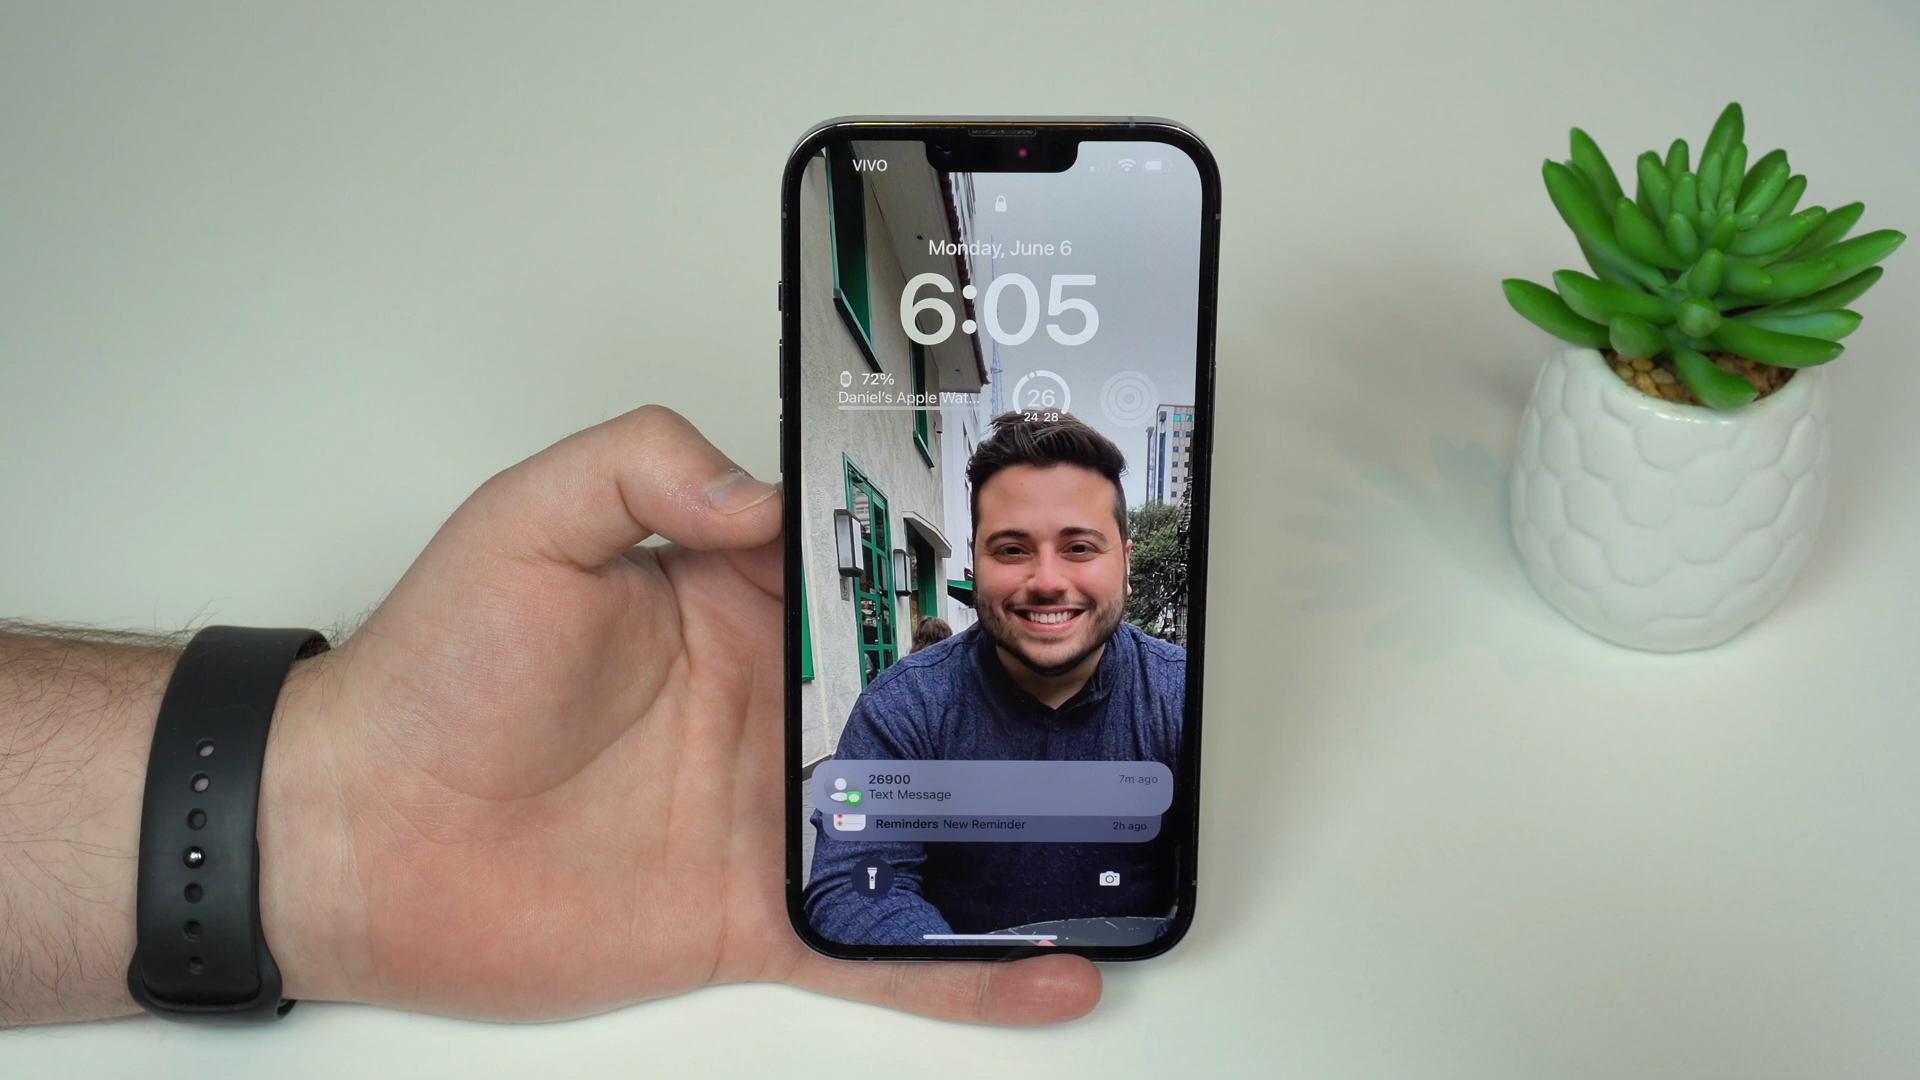 VIVO
Monday, June 6
6:05
72%
Daniel's Apple Wat...
26
24 28
26900
7m ago
Text Message
Reminders New Reminder
2h ago